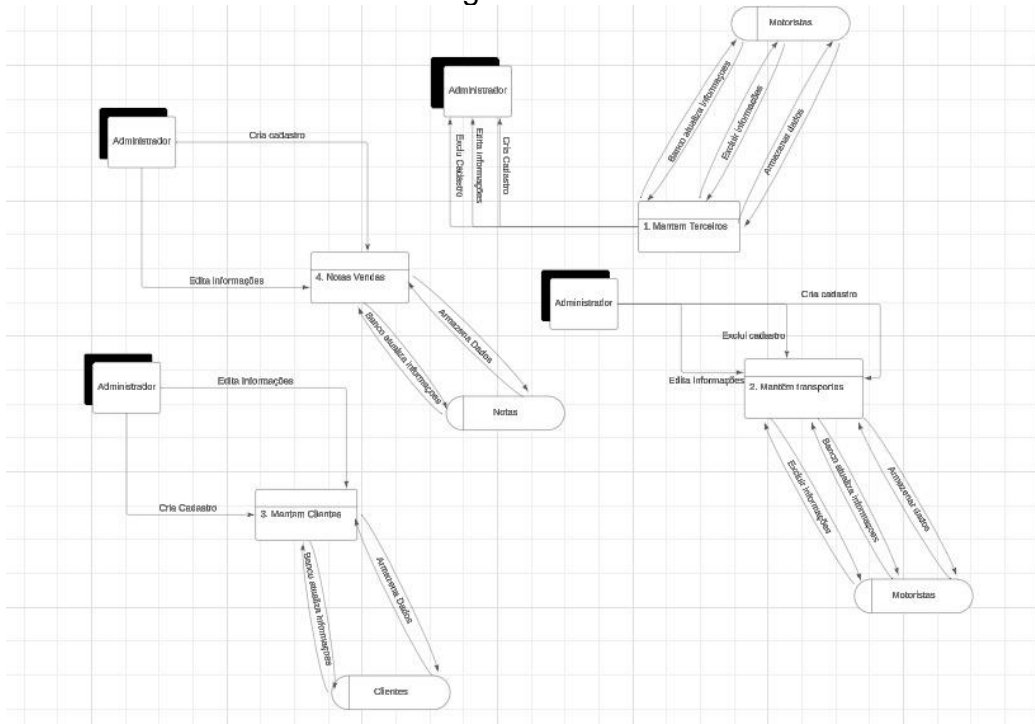 Motoristas
Administrador
Banco atualiza informações
Excluir informações
Armazenar dados
Exclui Cadastro
Edita Informações
Cria Cadastro
1. Mantem Terceiros
Administrador
Cria cadastro
Edita Informações
4. Notas Vendas
Banco atualiza informações
Armazena Dados
Notas
Administrador
Cria cadastro
Exclui cadastro
Edita Informações
2. Mantém transportes
Excluir informações
Banco atualiza informações
Armazenar dados
Motoristas
Administrador
Edita Informações
Cria Cadastro
3. Mantem Clientes
Banco atualiza informações
Armazena Dados
Clientes